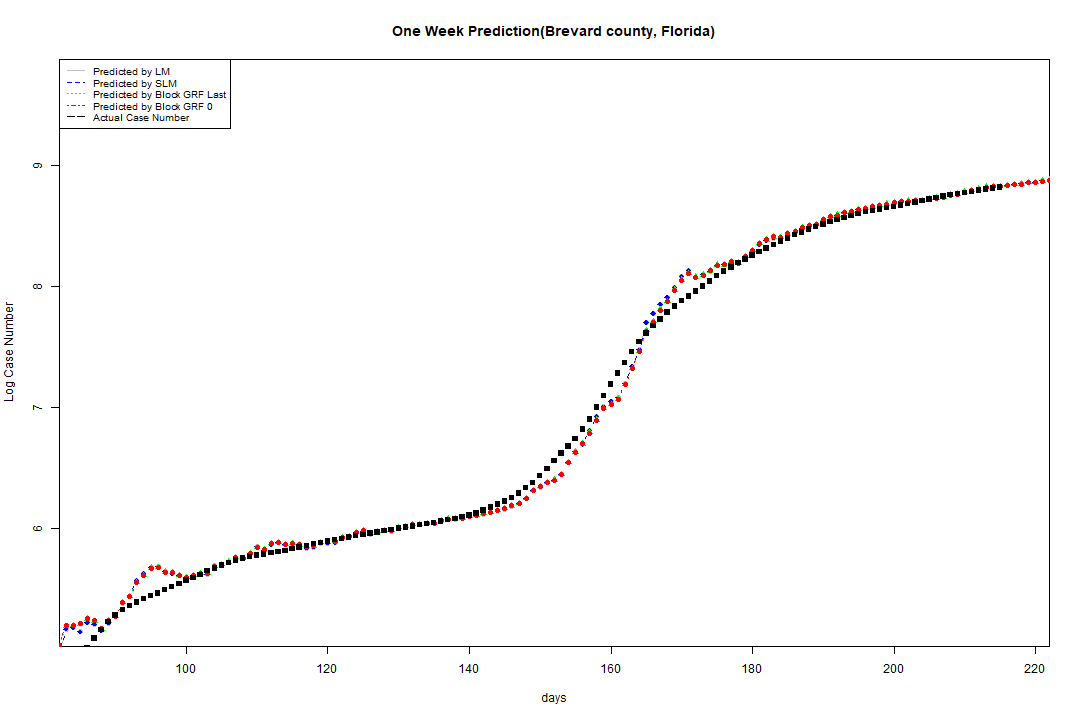 One Week Prediction(Brevard county, Florida)
Predicted by LM
Predicted by SLM
Predicted by Block GRF Last
Predicted by Block GRF 0
Actual Case Number
9
8
7
6
Log Case Number
100 120 140 160 180 200 220
days